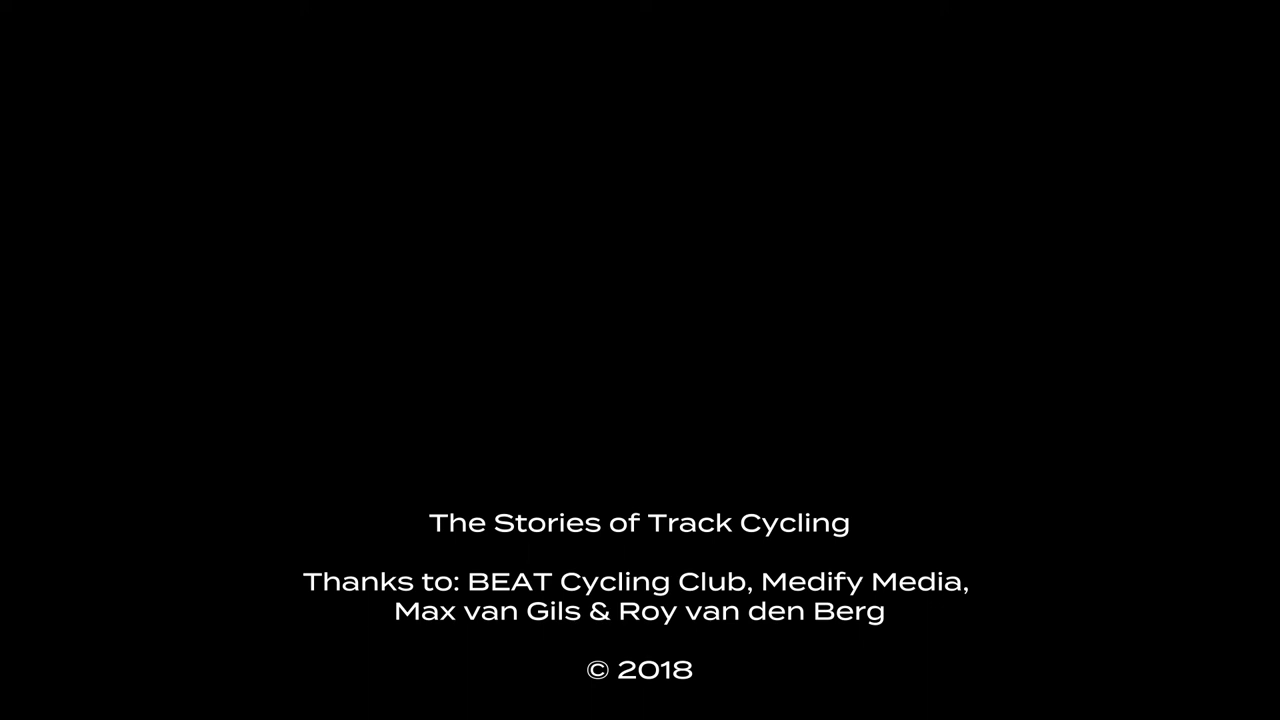 The Stories of Track Cycling
Thanks to: BEAT Cycling Club, Medify Media,
Max van Gils & Roy van den Berg
© 2018